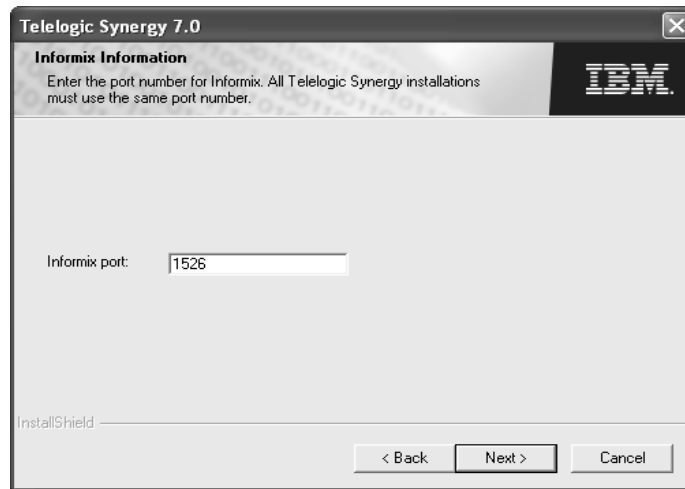 Telelogic Synergy 7.0
Informix Information
Enter the port number for Informix. All Telelogic Synergy installations
must use the same port number.
IBM.
Informix port:
1526
InstallShield
< Back
Next >
Cancel